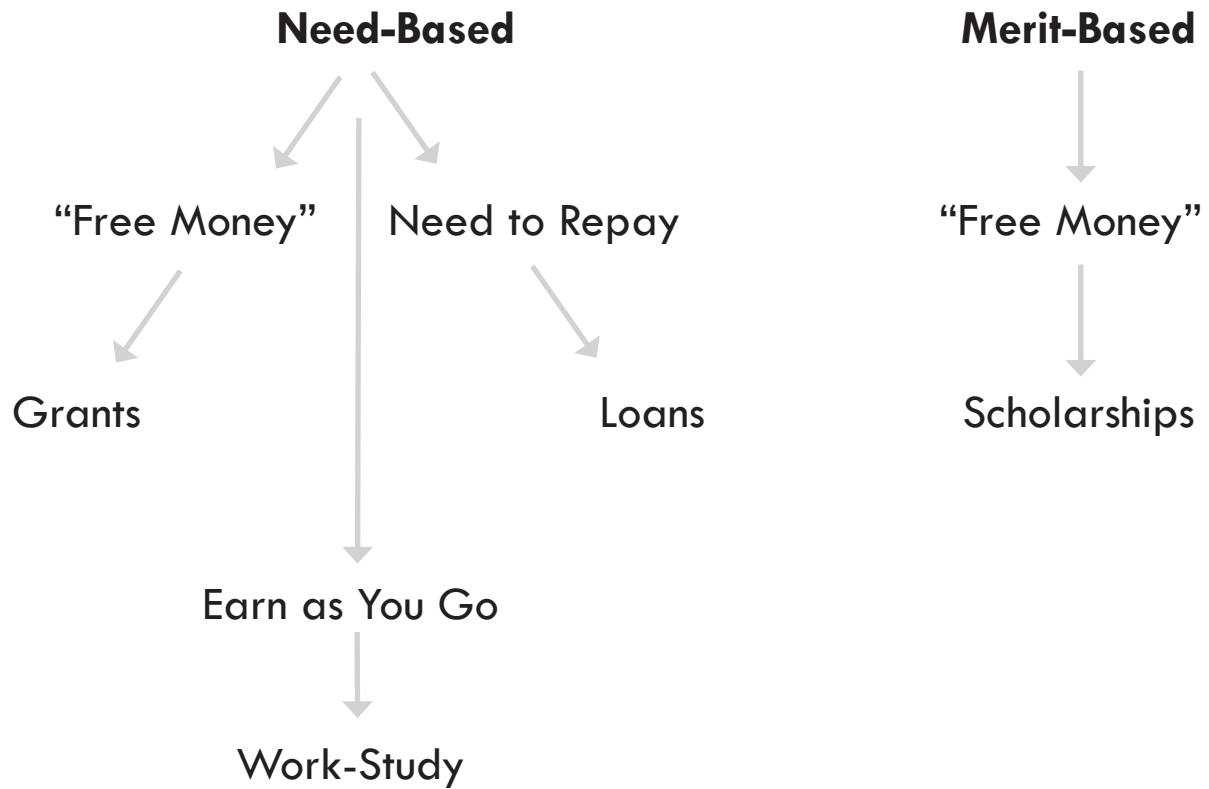 Need-Based
Merit-Based
“Free Money”
Need to Repay
“Free Money”
Grants
Loans
Scholarships
Earn as You Go
Work-Study